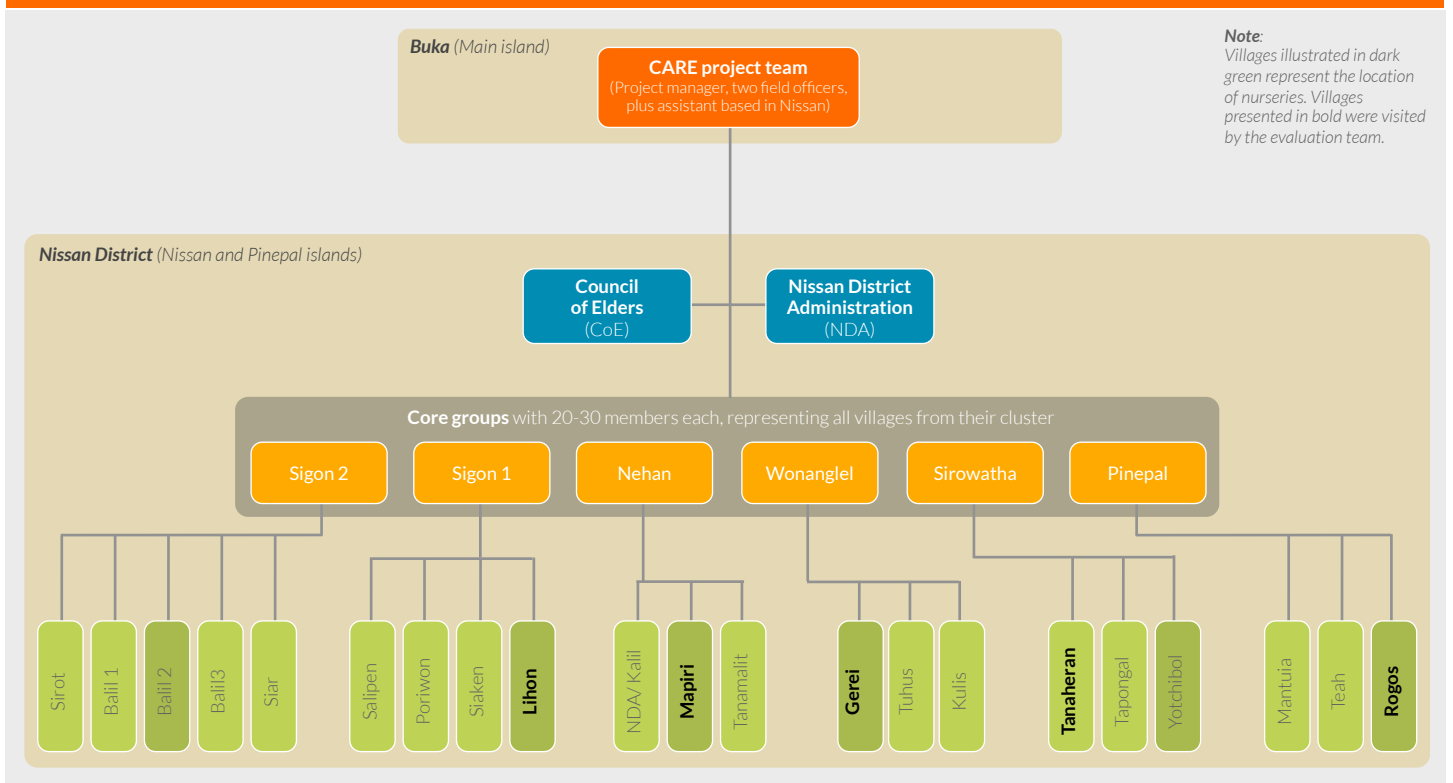 Buka (Main island)
CARE project team
(Project manager, two field officers,
plus assistant based in Nissan)
Note:
Villages illustrated in dark
green represent the location
of nurseries. Villages
presented in bold were visited
by the evaluation team.
Nissan District (Nissan and Pinepal islands)
Council
of Elders
(CoE)
Nissan District
Administration
(NDA)
Core groups with 20-30 members each, representing all villages from their cluster
Sigon 2
Sigon 1
Nehan
Wonanglel
Sirowatha
Pinepal
Sirot
Balil 1
Balil 2
Balil3
Siar
Salipen
Poriwon
Siaken
Lihon
NDA/ Kalil
Mapiri
Tanamalit
Gerei
Tuhus
Kulis
Tanaheran
Tapongal
Yotchibol
Mantuia
Teah
Rogos